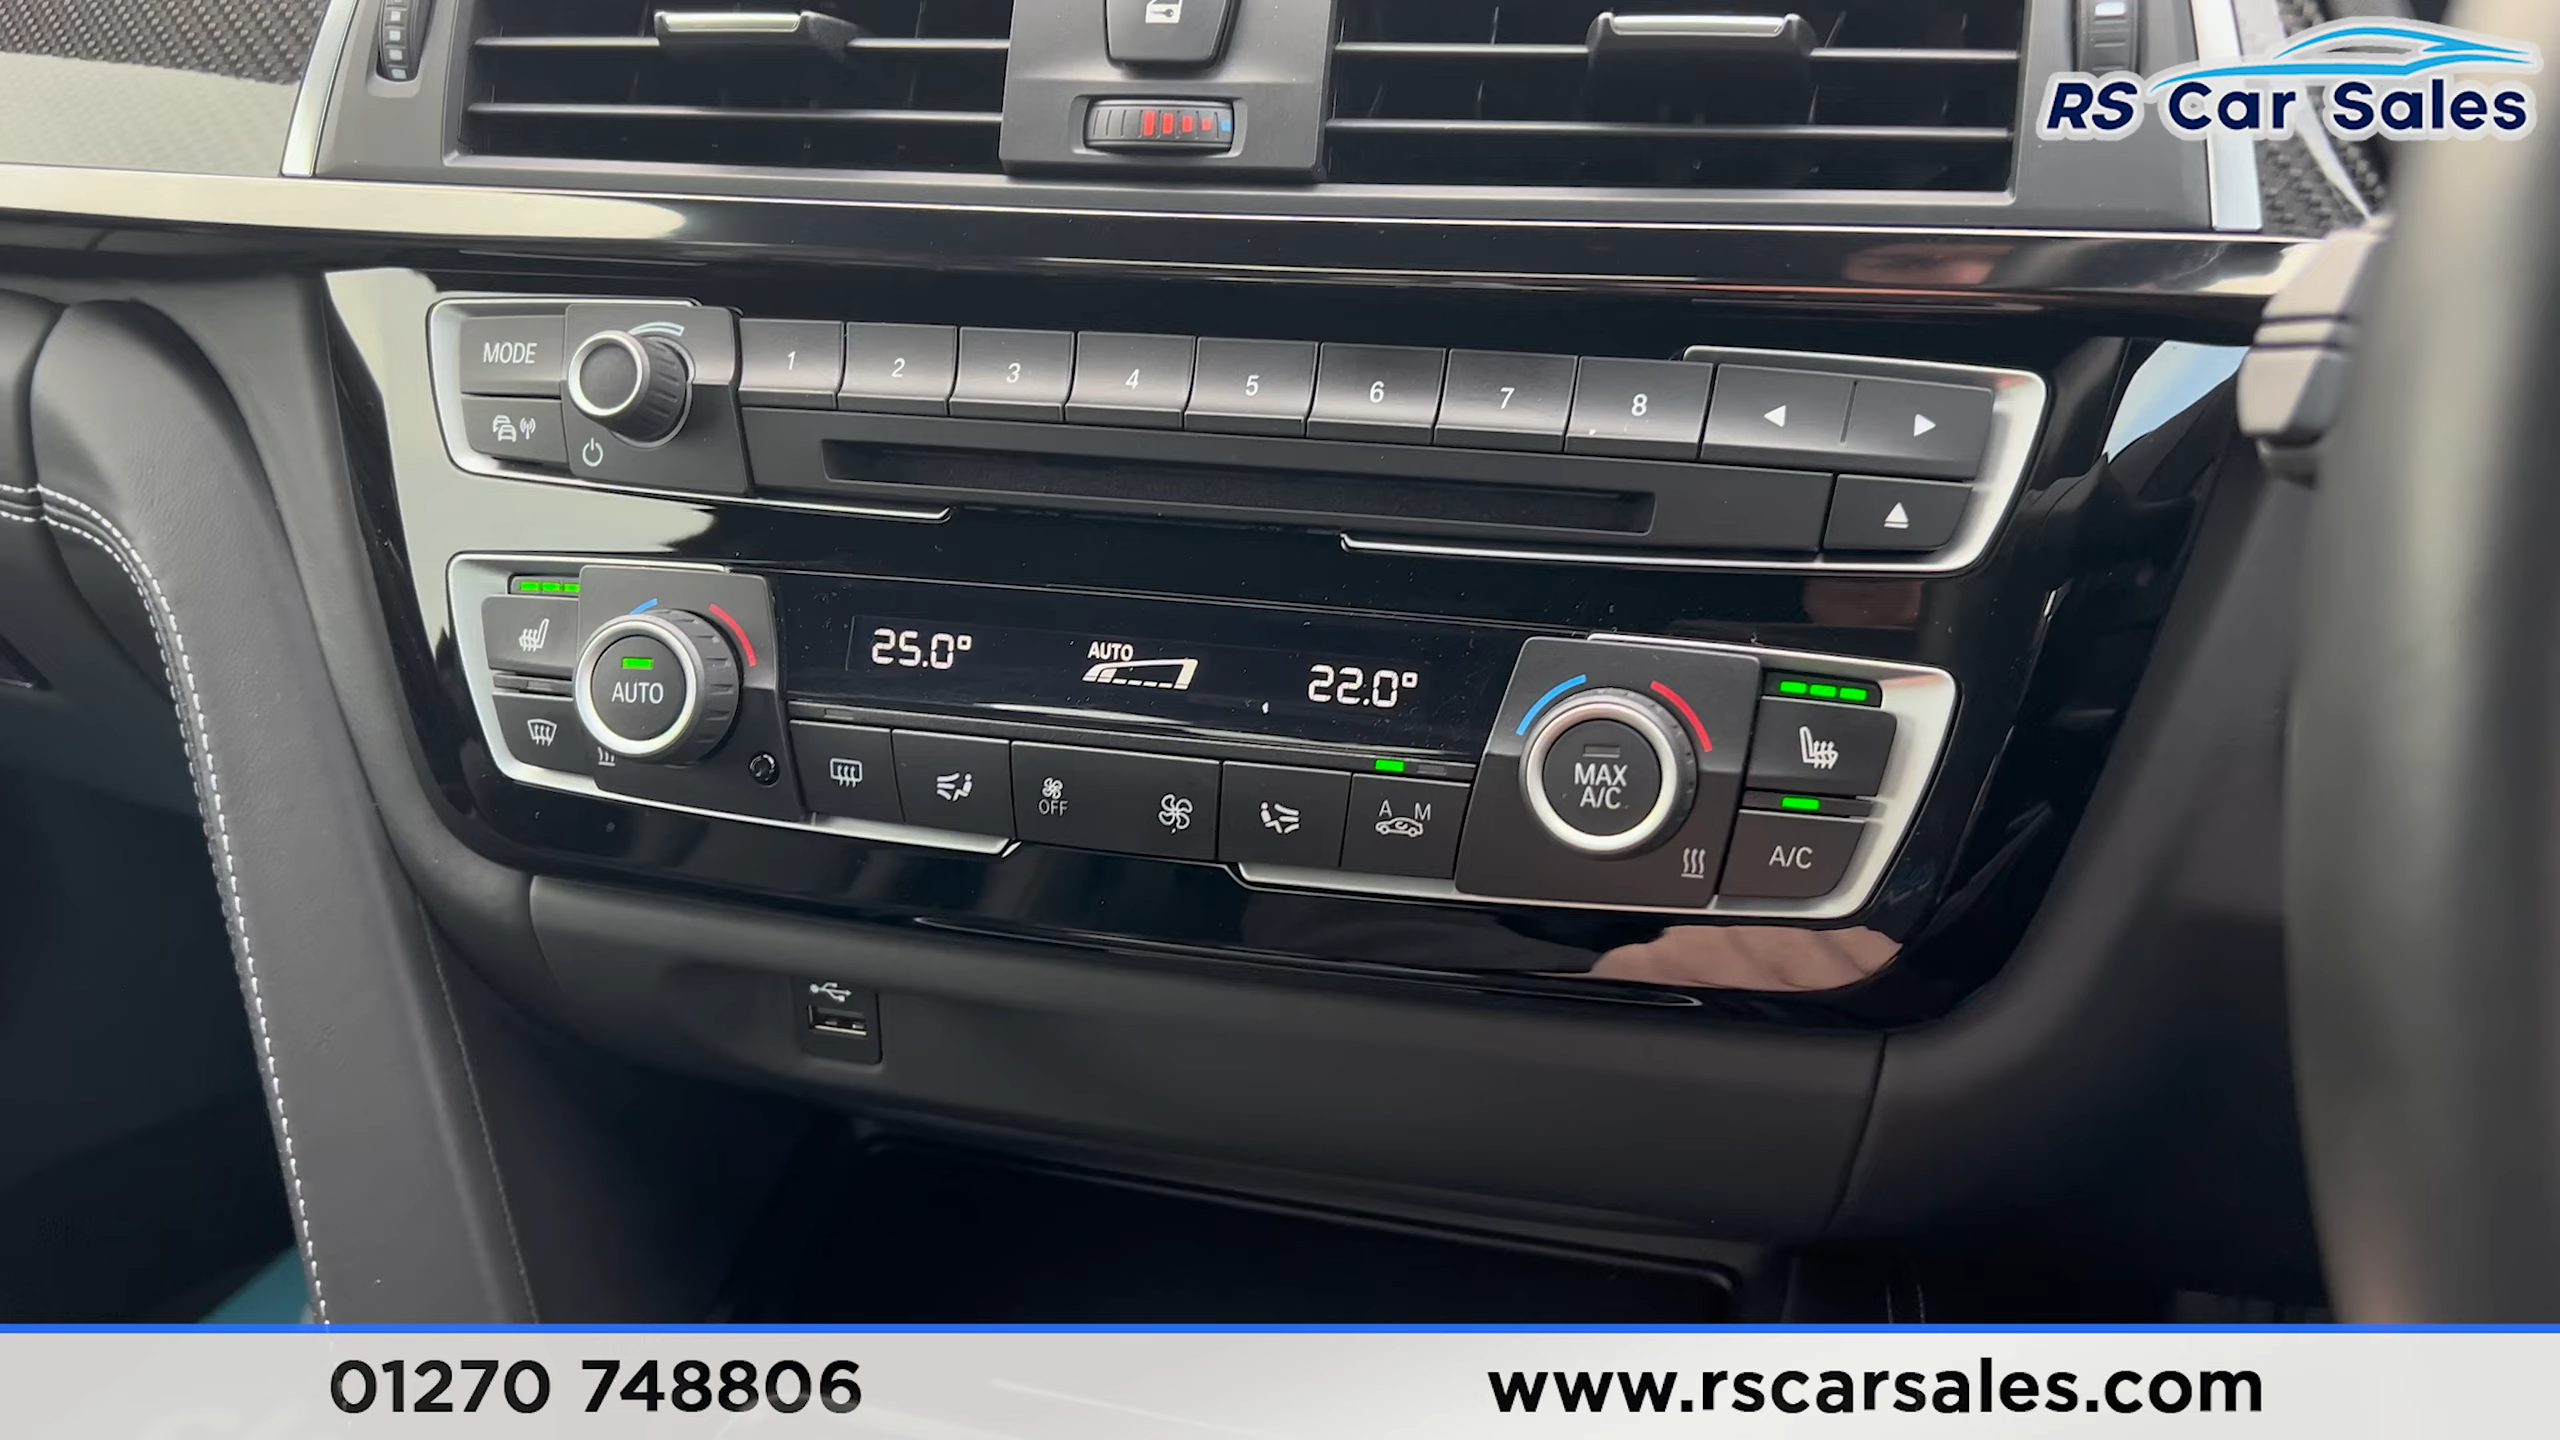 RS Car Sales
MODE
1 2 3 4 5 6 7 8
25.0° AUTO 22.0°
AUTO
MAX
A/C
OFF
A M
A/C
01270 748806
www.rscarsales.com